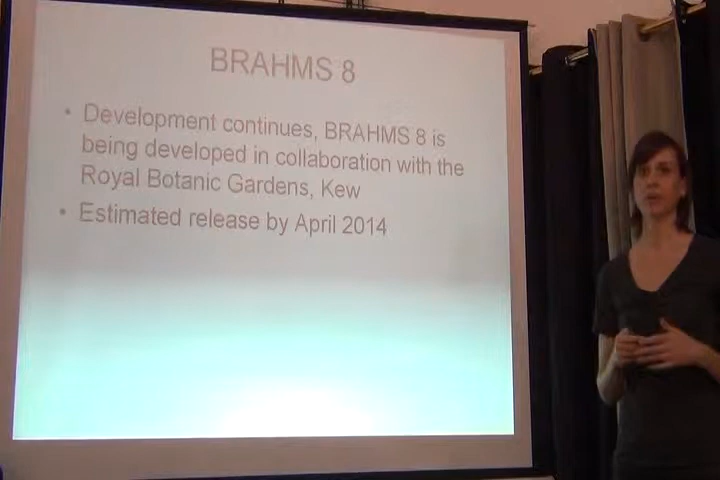 BRAHMS 8
• Development continues, BRAHMS 8 is
being developed in collaboration with the
Royal Botanic Gardens, Kew
• Estimated release by April 2014